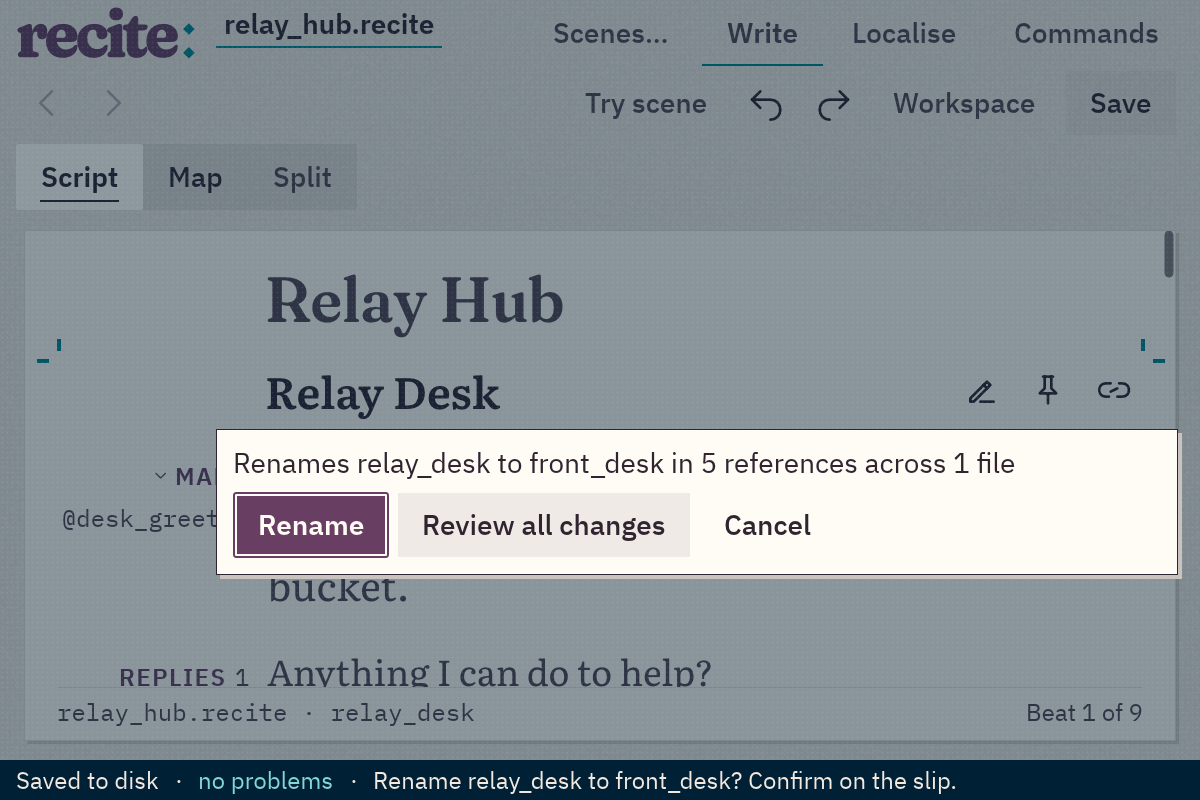 recite:
relay_hub.recite
Scenes...
Write
Localise
Commands
Try scene
Workspace
Save
Script
Map
Split
Relay Hub
Relay Desk
Renames relay_desk to front_desk in 5 references across 1 file
Rename
Review all changes
Cancel
@desk_greet
bucket.
REPLIES 1
Anything I can do to help?
relay_hub.recite · relay_desk
Beat 1 of 9
Saved to disk · no problems · Rename relay_desk to front_desk? Confirm on the slip.